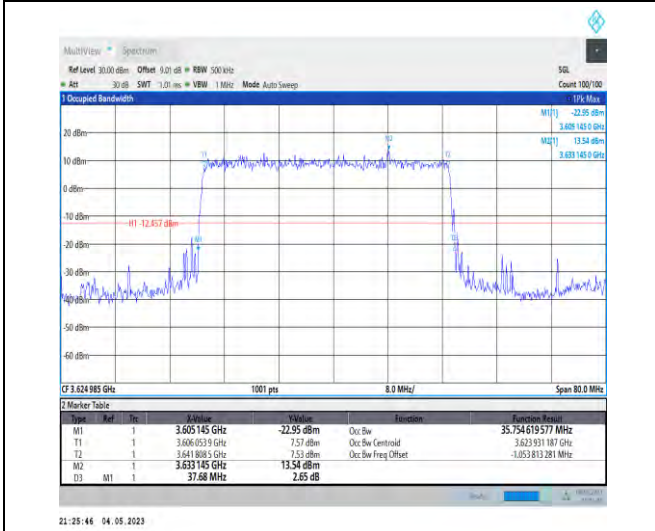 MultiView Spectrum
Ref Level 30.00 dBm Offset 9.01 dB RBW 500 kHz SGL
Att 30 dB SWT 1.01 ms VBW 1 MHz Mode Auto Sweep Count 100/100
1 Occupied Bandwidth 1Pk Max
M1[1] -22.95 dBm
3.605 145 0 GHz
20 dBm M2[1] 13.54 dBm
3.633 145 0 GHz
M2
T1 T2
10 dBm
0 dBm
-10 dBm
H1 -12.457 dBm
M1
-20 dBm
-30 dBm
-40 dBm
-50 dBm
-60 dBm
CF 3.624 985 GHz 1001 pts 8.0 MHz/ Span 80.0 MHz
2 Marker Table
Type Ref Trc X-Value Y-Value Function Function Result
M1 1 3.605 145 GHz -22.95 dBm Occ Bw 35.754 619 577 MHz
T1 1 3.606 053 9 GHz 7.57 dBm Occ Bw Centroid 3.623 931 187 GHz
T2 1 3.641 808 5 GHz 7.53 dBm Occ Bw Freq Offset -1.053 813 281 MHz
M2 1 3.633 145 GHz 13.54 dBm
D3 M1 1 37.68 MHz 2.65 dB
21:25:46 04.05.2023